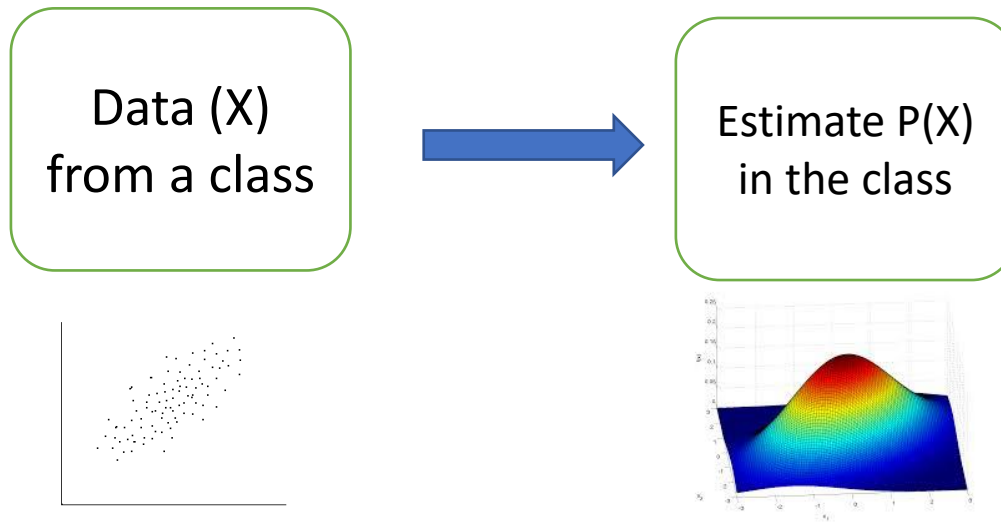 Data (X)
from a class
Estimate P(X)
in the class